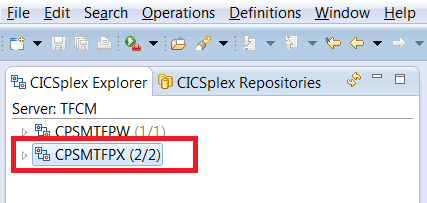 File Edit Search Operations Definitions Window Help
CICSplex Explorer CICSplex Repositories
Server: TFCM
CPSMTFPW (1/1)
CPSMTFPX (2/2)